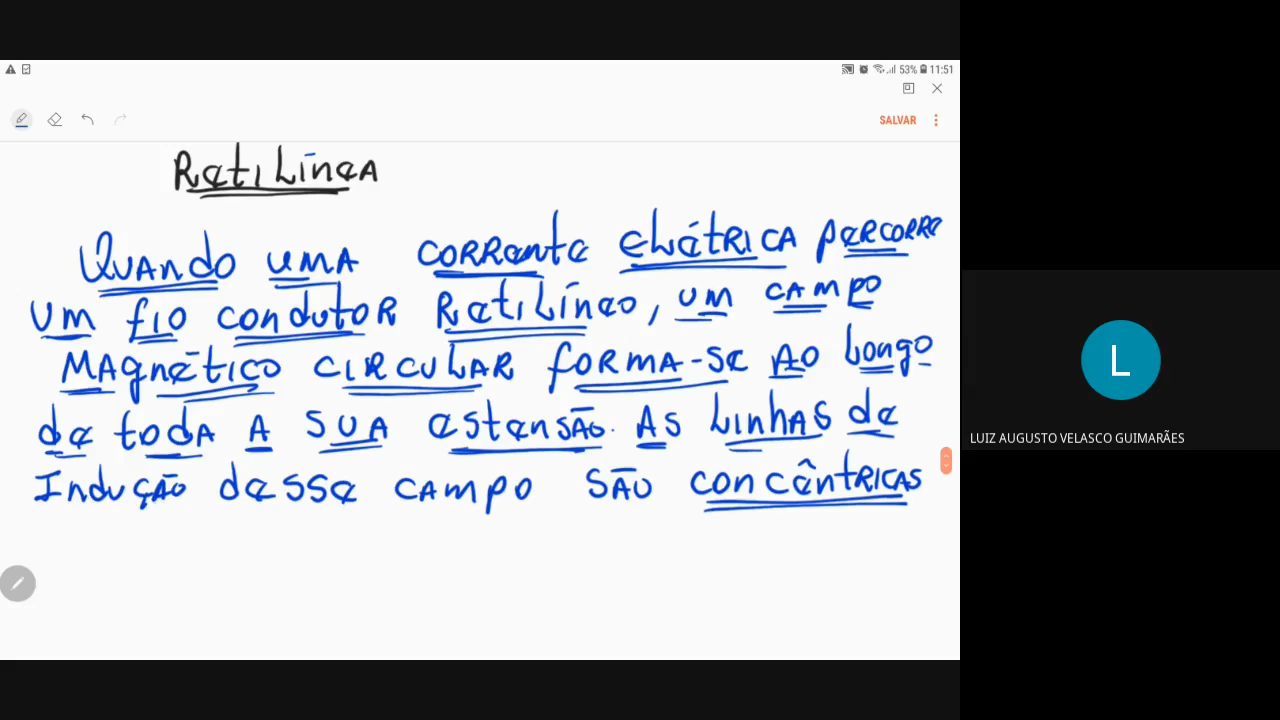 53% 11:51
SALVAR
Retilínea
Quando uma corrente elétrica percorre
um fio condutor Retilíneo, um campo
magnético circular forma-se ao longo
de toda a sua estensão. As linhas de
Indução desse campo são concêntricas
L
LUIZ AUGUSTO VELASCO GUIMARÃES